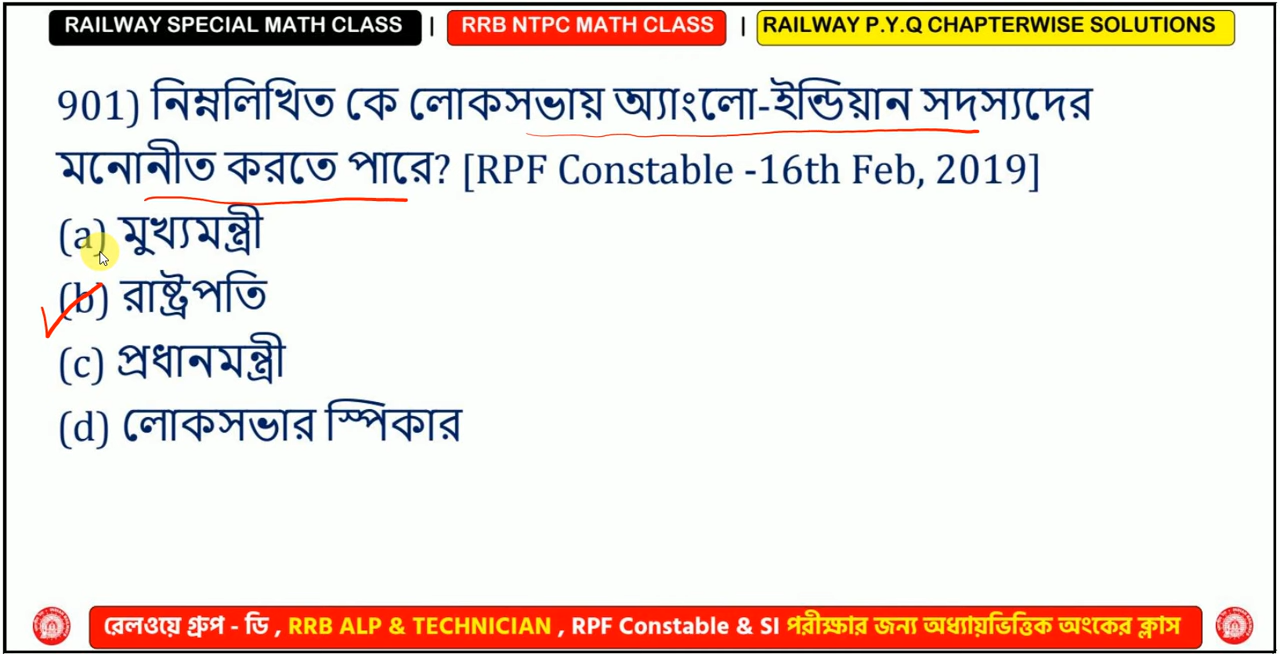 RAILWAY SPECIAL MATH CLASS | RRB NTPC MATH CLASS | RAILWAY P.Y.Q CHAPTERWISE SOLUTIONS
901) নিম্নলিখিত কে লোকসভায় অ্যাংলো-ইন্ডিয়ান সদস্যদের
মনোনীত করতে পারে? [RPF Constable -16th Feb, 2019]
(a) মুখ্যমন্ত্রী
(b) রাষ্ট্রপতি
(c) প্রধানমন্ত্রী
(d) লোকসভার স্পিকার
রেলওয়ে গ্রুপ - ডি , RRB ALP & TECHNICIAN , RPF Constable & SI পরীক্ষার জন্য অধ্যায়ভিত্তিক অংকের ক্লাস